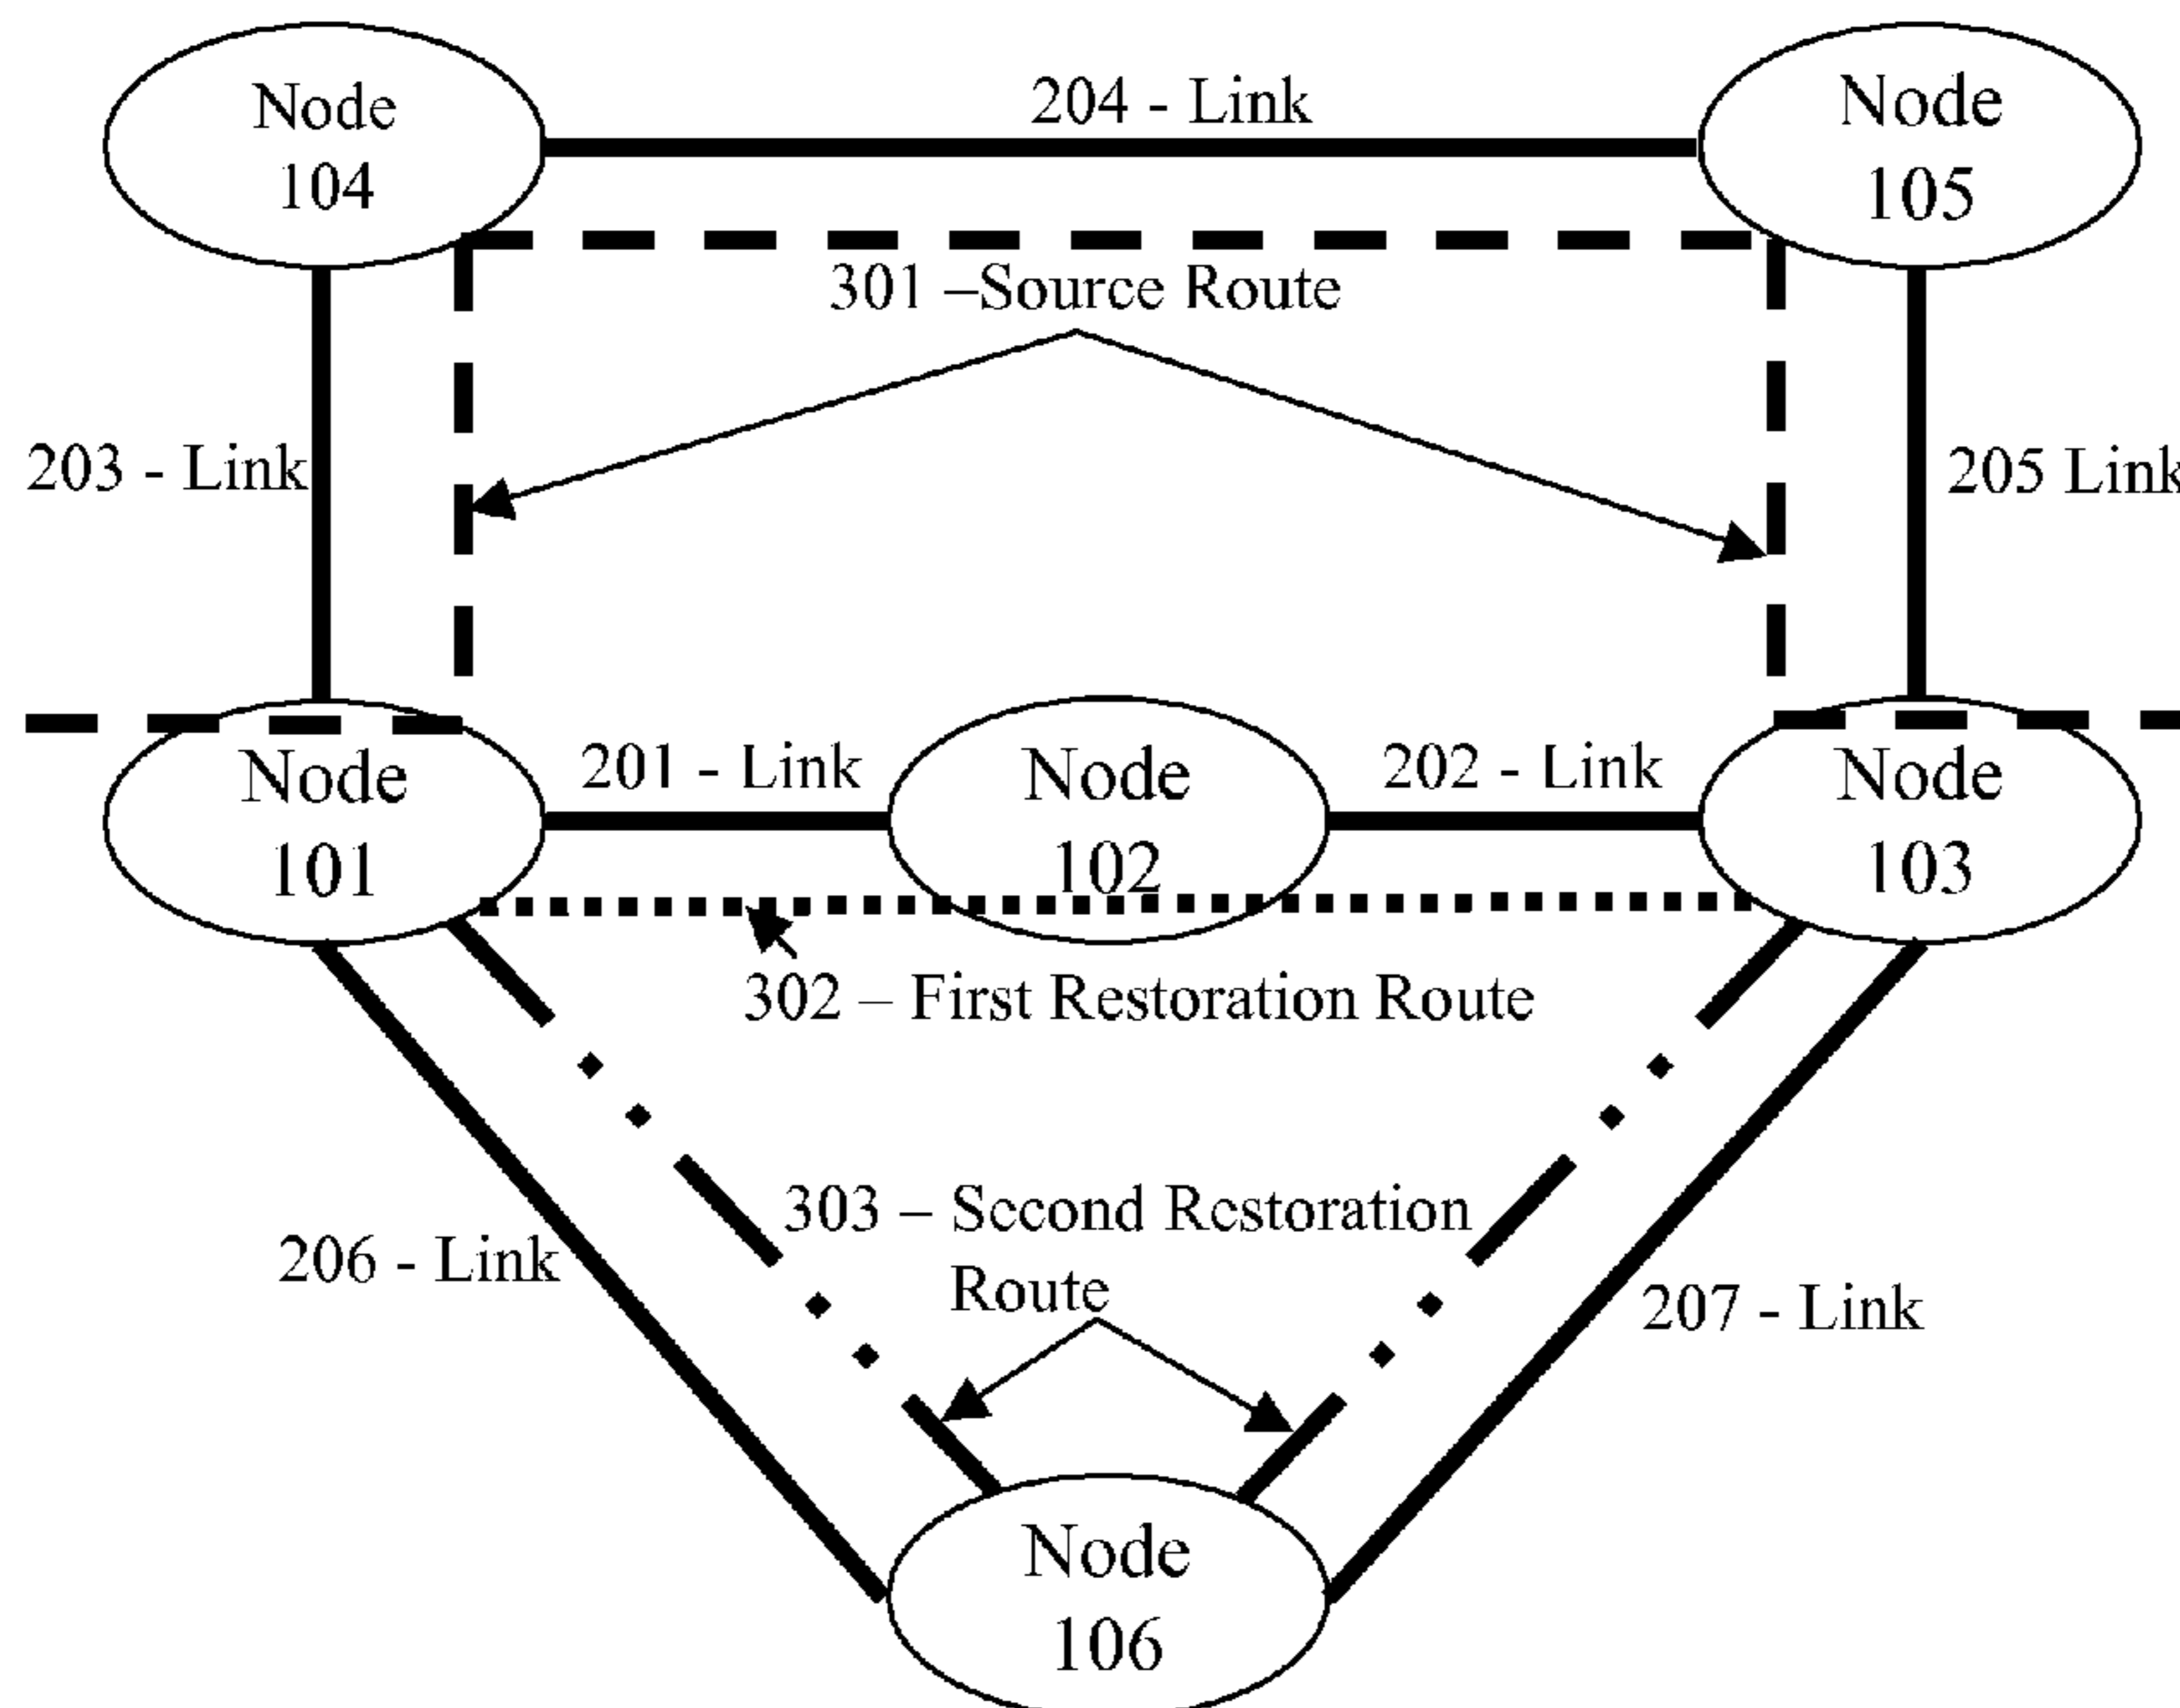 Node
104
204 - Link
Node
105
301 –Source Route
203 - Link
205 Link
Node
101
201 - Link
Node
102
202 - Link
Node
103
302 – First Restoration Route
303 – Second Restoration
Route
206 - Link
207 - Link
Node
106